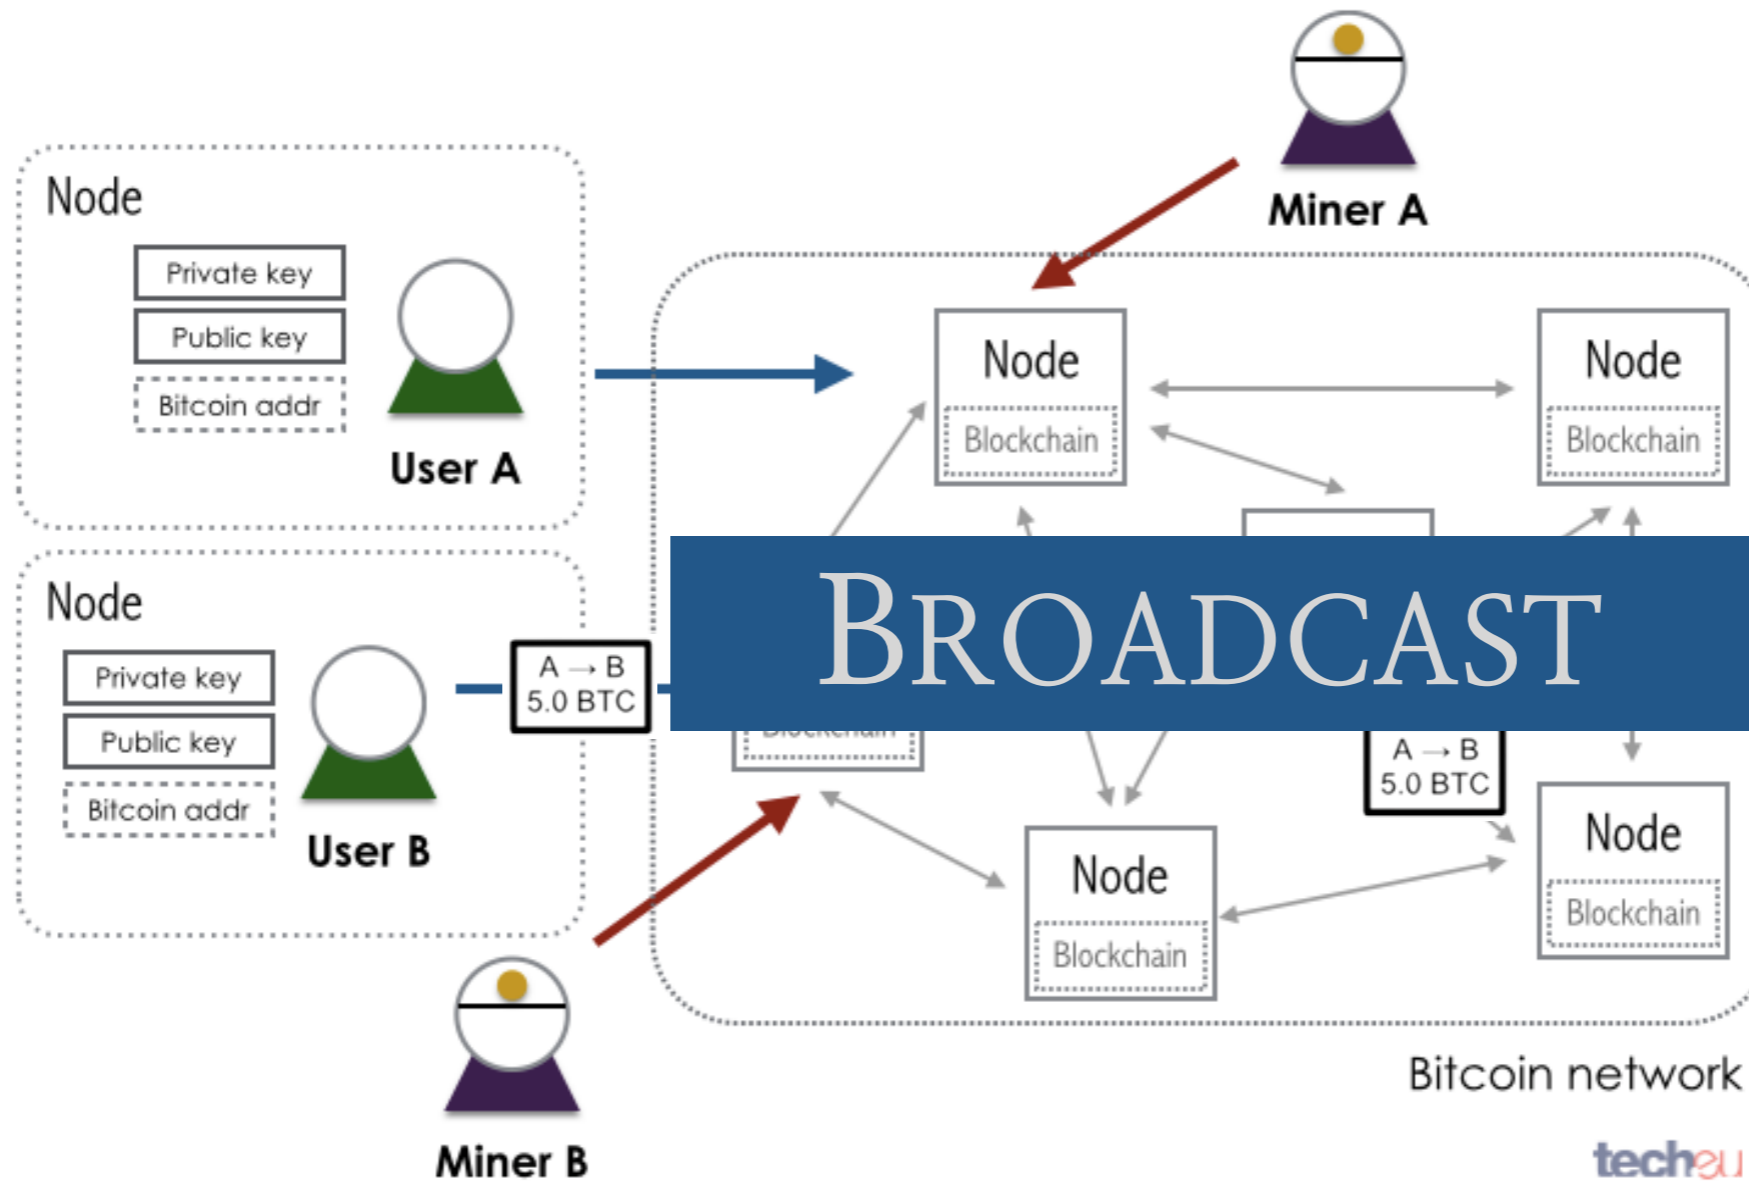 Miner A
Node
Private key
Public key
Bitcoin addr
User A
Node
Blockchain
Node
Blockchain
Node
Private key
Public key
Bitcoin addr
User B
A → B
5.0 BTC
BROADCAST
Blockchain
A → B
5.0 BTC
Node
Blockchain
Node
Blockchain
Miner B
Bitcoin network
techeu